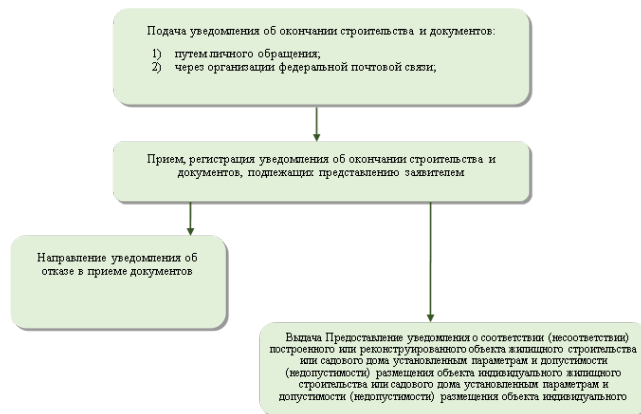 Подача уведомления об окончании строительства и документов:
1) путем личного обращения;
2) через организации федеральной почтовой связи;
Прием, регистрация уведомления об окончании строительства и
документов, подлежащих представлению заявителем
Направление уведомления об
отказе в приеме документов
Выдача Предоставление уведомления о соответствии (несоответствии)
построенного или реконструированного объекта жилищного строительства
или садового дома установленным параметрам и допустимости
(недопустимости) размещения объекта индивидуального жилищного
строительства или садового дома установленным параметрам и
допустимости (недопустимости) размещения объекта индивидуального